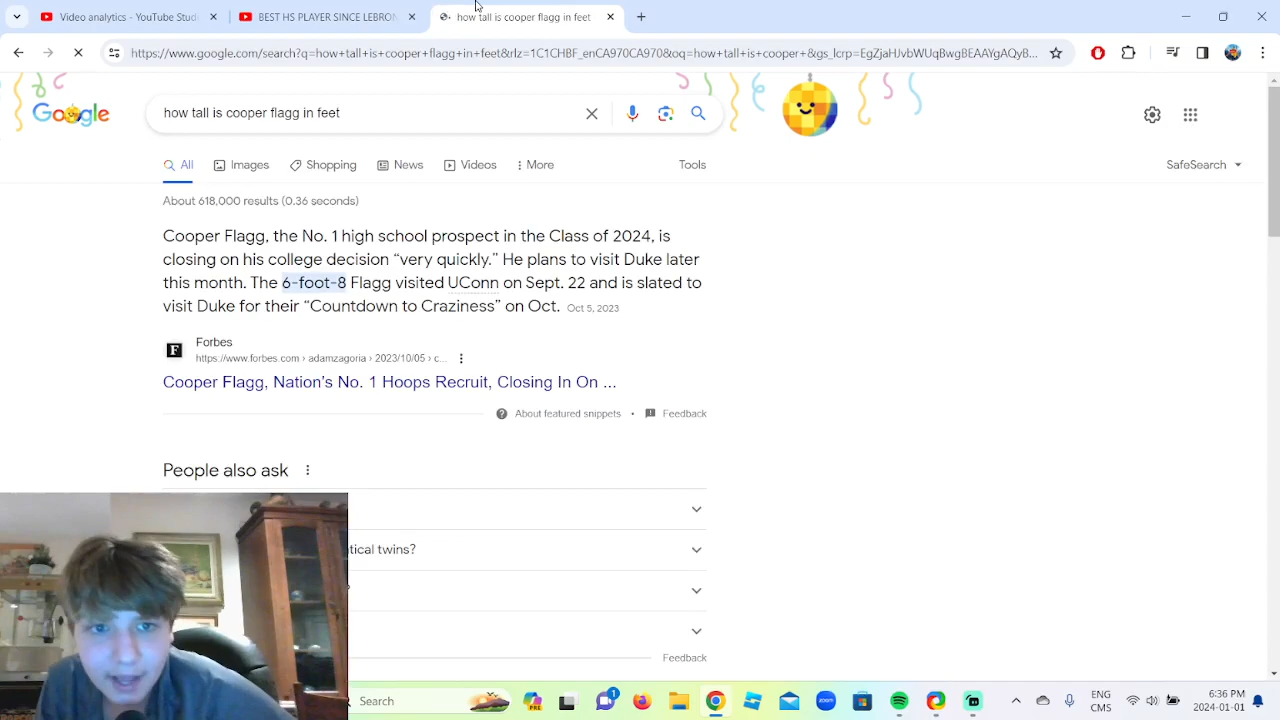 Video analytics - YouTube Studi
BEST HS PLAYER SINCE LEBRON
how tall is cooper flagg in feet
https://www.google.com/search?q=how+tall+is+cooper+flagg+in+feet&rlz=1C1CHBF_enCA970CA970&oq=how+tall+is+cooper+&gs_lcrp=EgZjaHJvbWUqBwgBEAAYgAQyB...
Google
how tall is cooper flagg in feet
All
Images
Shopping
News
Videos
More
Tools
SafeSearch
About 618,000 results (0.36 seconds)
Cooper Flagg, the No. 1 high school prospect in the Class of 2024, is
closing on his college decision “very quickly.” He plans to visit Duke later
this month. The 6-foot-8 Flagg visited UConn on Sept. 22 and is slated to
visit Duke for their “Countdown to Craziness” on Oct. Oct 5, 2023
F
Forbes
https://www.forbes.com › adamzagoria › 2023/10/05 › c...
Cooper Flagg, Nation’s No. 1 Hoops Recruit, Closing In On ...
About featured snippets • Feedback
People also ask
tical twins?
?
Feedback
Search
1
zoom
ENG
CMS
6:36 PM
2024-01-01